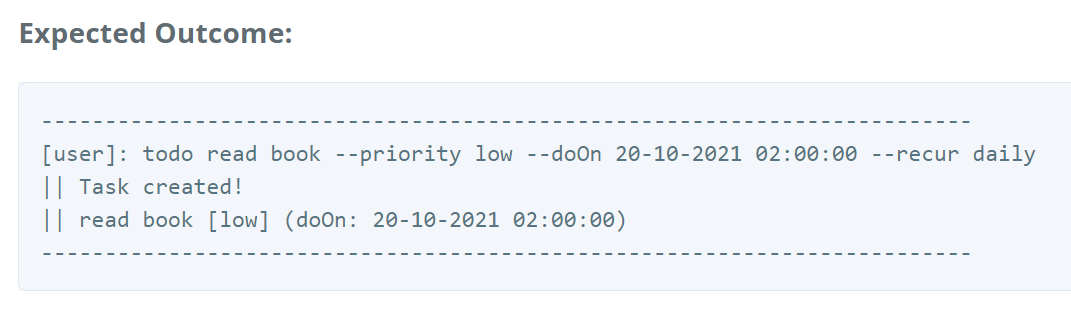 Expected Outcome:
-------------------------------------------------------------------------
[user]: todo read book --priority low --doOn 20-10-2021 02:00:00 --recur daily
|| Task created!
|| read book [low] (doOn: 20-10-2021 02:00:00)
-------------------------------------------------------------------------